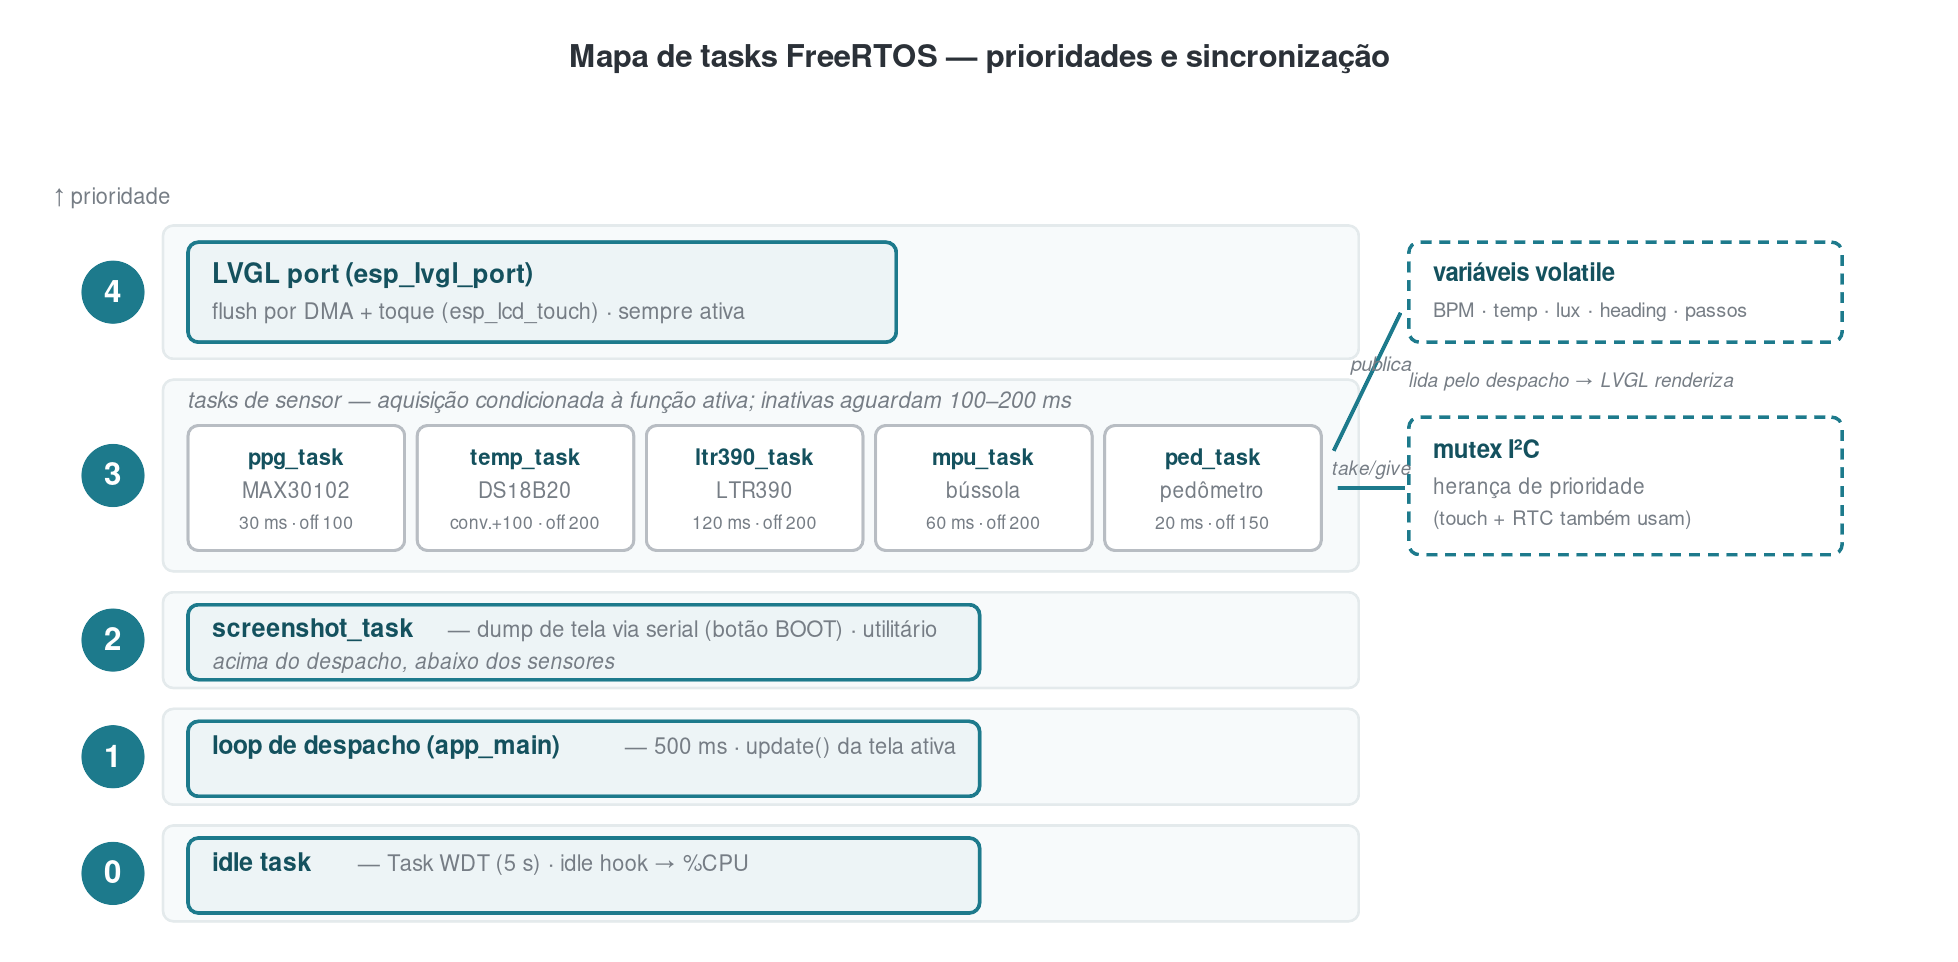 Mapa de tasks FreeRTOS — prioridades e sincronização
↑ prioridade
4
LVGL port (esp_lvgl_port)
flush por DMA + toque (esp_lcd_touch) · sempre ativa
variáveis volatile
BPM · temp · lux · heading · passos
publica
lida pelo despacho → LVGL renderiza
3
tasks de sensor — aquisição condicionada à função ativa; inativas aguardam 100–200 ms
ppg_task
MAX30102
30 ms · off 100
temp_task
DS18B20
conv.+100 · off 200
ltr390_task
LTR390
120 ms · off 200
mpu_task
bússola
60 ms · off 200
ped_task
pedômetro
20 ms · off 150
take/give
mutex I²C
herança de prioridade
(touch + RTC também usam)
2
screenshot_task — dump de tela via serial (botão BOOT) · utilitário
acima do despacho, abaixo dos sensores
1
loop de despacho (app_main) — 500 ms · update() da tela ativa
0
idle task — Task WDT (5 s) · idle hook → %CPU